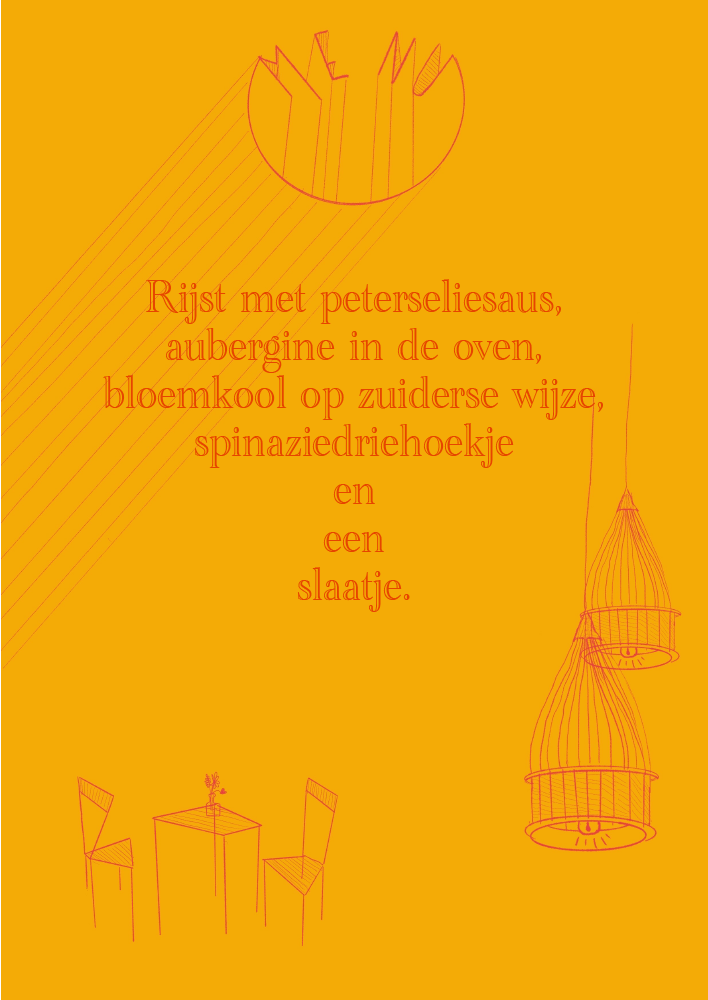 Rijst met peterseliesaus,
aubergine in de oven,
bloemkool op zuiderse wijze,
spinaziedriehoekje
en
een
slaatje.